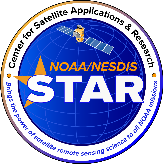 Center for Satellite Applications & Research
NOAA/NESDIS
STAR
Brings the power of satellite remote sensing science to all NOAA missions